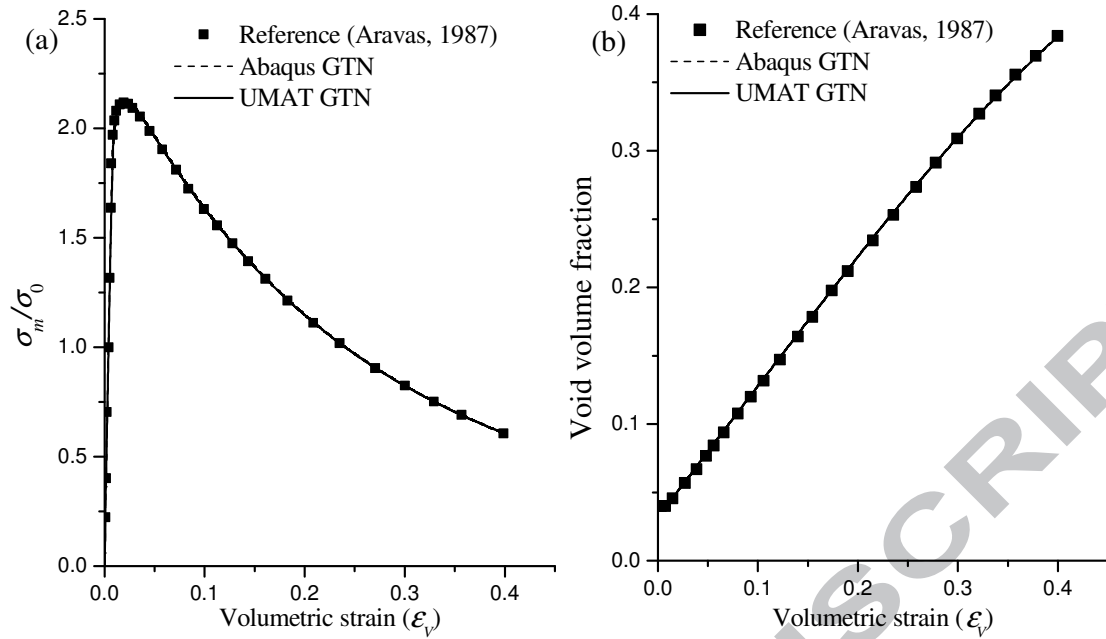 (a)
Reference (Aravas, 1987)
Abaqus GTN
UMAT GTN
σm/σ0
2.5
2.0
1.5
1.0
0.5
0.0
0.0 0.1 0.2 0.3 0.4
Volumetric strain (εV)
(b)
Reference (Aravas, 1987)
Abaqus GTN
UMAT GTN
Void volume fraction
0.4
0.3
0.2
0.1
0.0
0.0 0.1 0.2 0.3 0.4
Volumetric strain (εV)
NSCRIP